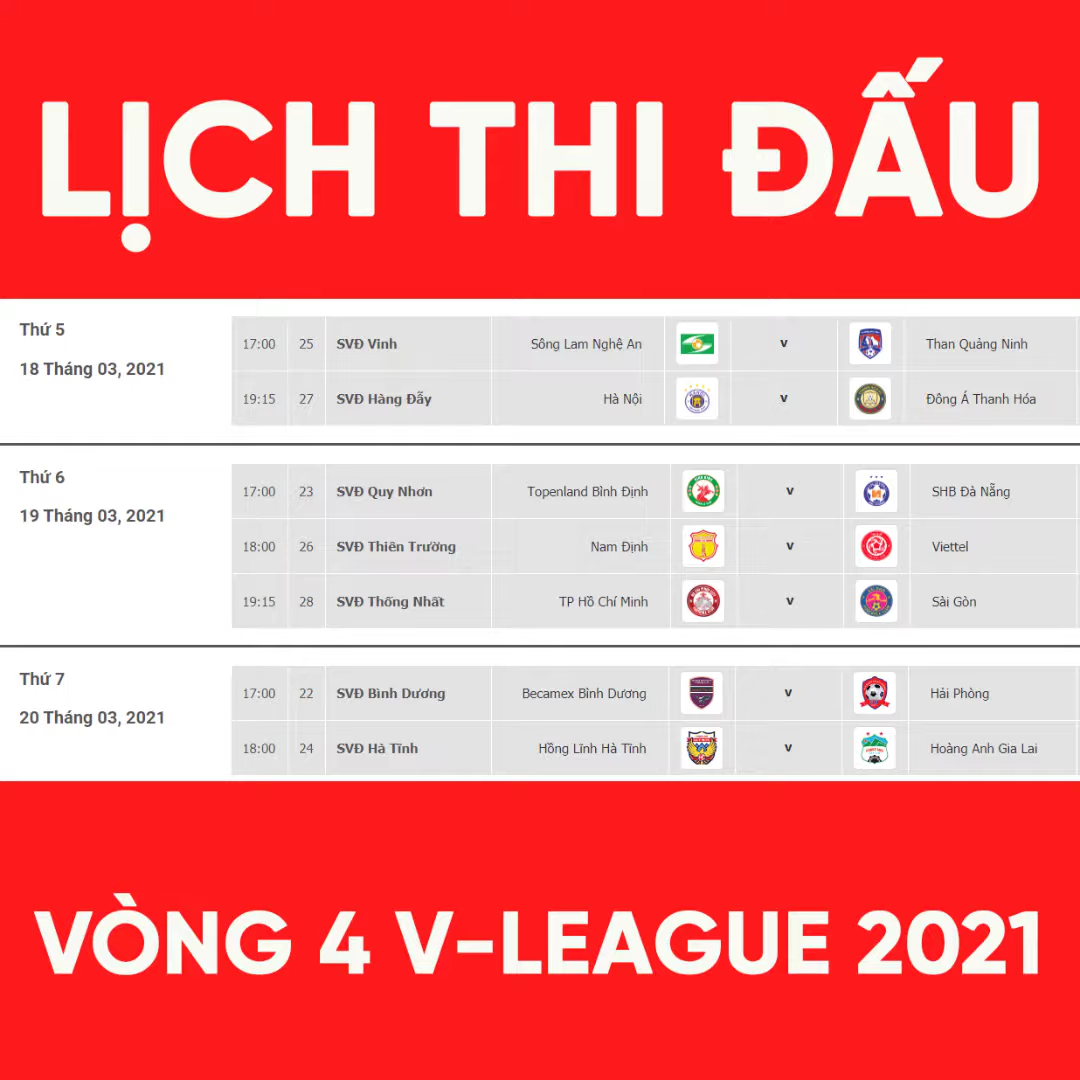 LỊCH THI ĐẤU
Thứ 5
18 Tháng 03, 2021
17:00 25 SVĐ Vinh Sông Lam Nghệ An v Than Quảng Ninh
19:15 27 SVĐ Hàng Đẫy Hà Nội v Đông Á Thanh Hóa
Thứ 6
19 Tháng 03, 2021
17:00 23 SVĐ Quy Nhơn Topenland Bình Định v SHB Đà Nẵng
18:00 26 SVĐ Thiên Trường Nam Định v Viettel
19:15 28 SVĐ Thống Nhất TP Hồ Chí Minh v Sài Gòn
Thứ 7
20 Tháng 03, 2021
17:00 22 SVĐ Bình Dương Becamex Bình Dương v Hải Phòng
18:00 24 SVĐ Hà Tĩnh Hồng Lĩnh Hà Tĩnh v Hoàng Anh Gia Lai
VÒNG 4 V-LEAGUE 2021